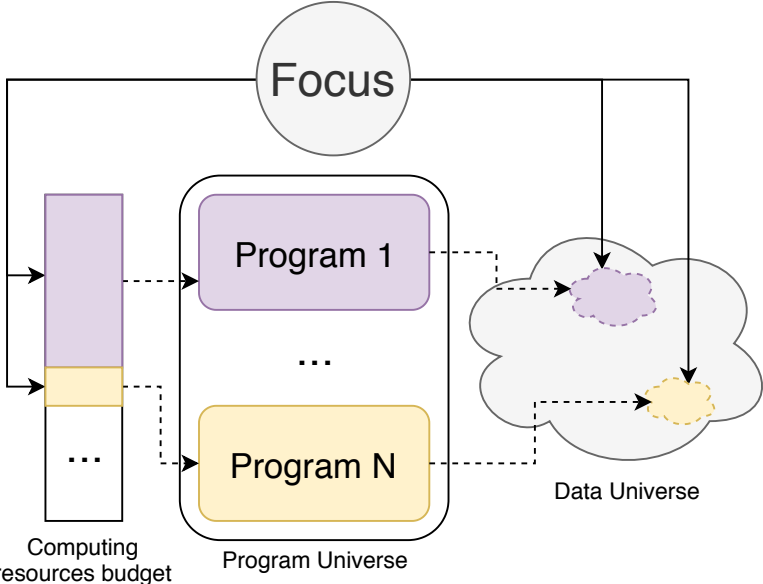 Focus
Program 1
...
Program N
...
Data Universe
Computing
resources budget
Program Universe